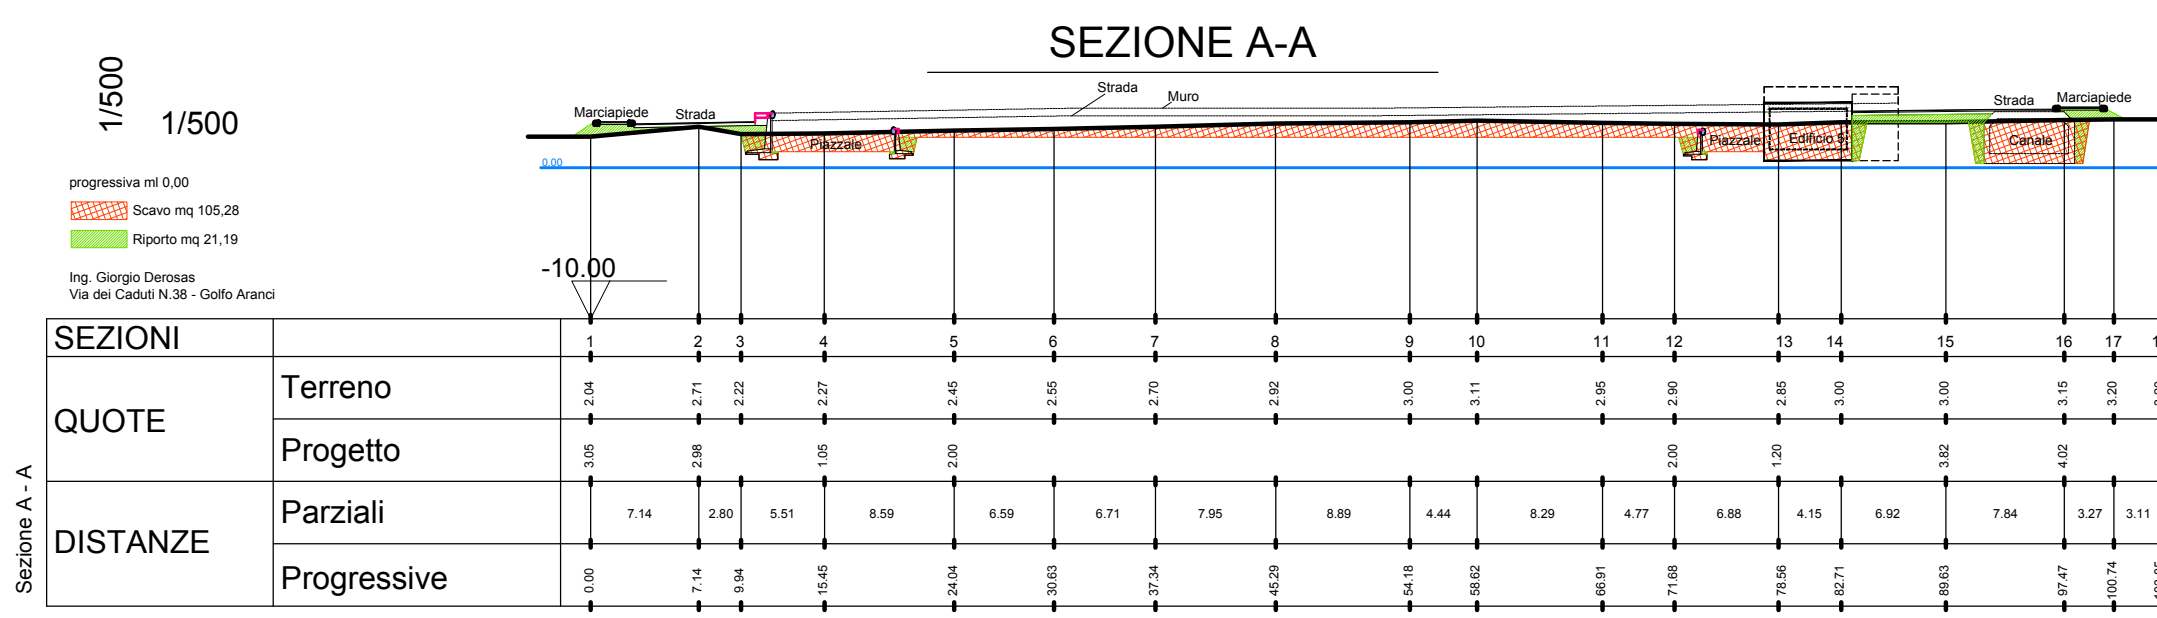 SEZIONE A-A
1/500
1/500
Marciapiede
Strada
Strada
Muro
Strada
Marciapiede
Piazzale
Piazzale
Edificio 5
Canale
0.00
progressiva ml 0,00
Scavo mq 105,28
Riporto mq 21,19
Ing. Giorgio Derosas
Via dei Caduti N.38 - Golfo Aranci
-10.00
Sezione A - A
SEZIONI 1 2 3 4 5 6 7 8 9 10 11 12 13 14 15 16 17
QUOTE
Terreno 2.04 2.71 2.22 2.27 2.45 2.55 2.70 2.92 3.00 3.11 2.95 2.90 2.85 3.00 3.00 3.15 3.20
Progetto 3.05 2.98 1.05 2.00 2.00 1.20 3.82 4.02
DISTANZE
Parziali 7.14 2.80 5.51 8.59 6.59 6.71 7.95 8.89 4.44 8.29 4.77 6.88 4.15 6.92 7.84 3.27 3.11
Progressive 0.00 7.14 9.94 15.45 24.04 30.63 37.34 45.29 54.18 58.62 66.91 71.68 78.56 82.71 89.63 97.47 100.74